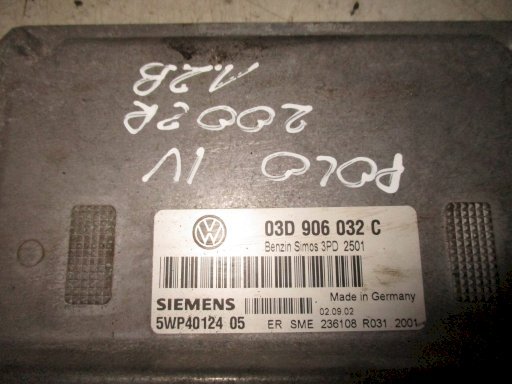 POLO IV
2002R
1.2B
03D 906 032 C
Benzin Simos 3PD 2501
SIEMENS
Made in Germany
5WP40124 05
02.09.02
ER SME 236108 R031 2001